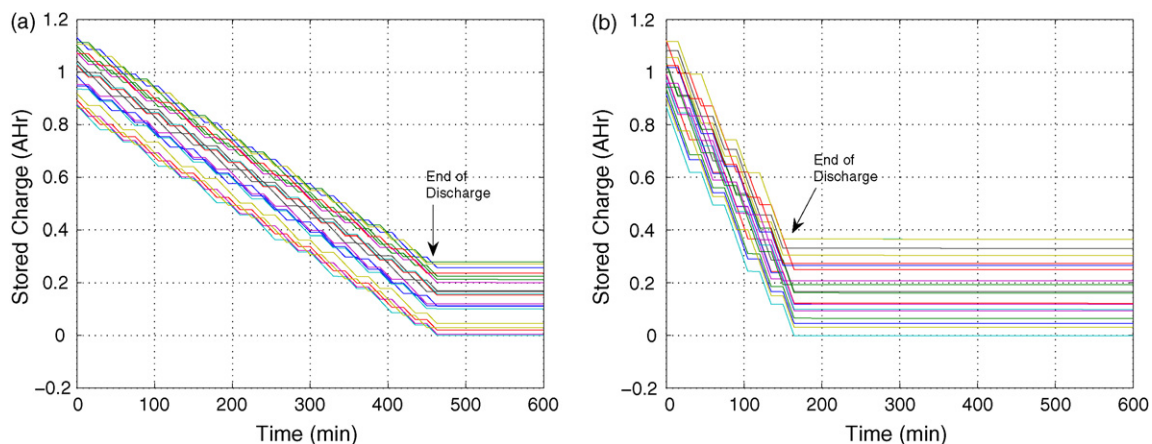 (a)
1.2
1
0.8
0.6
0.4
0.2
0
−0.2
Stored Charge (AHr)
End of
Discharge
0 100 200 300 400 500 600
Time (min)
(b)
1.2
1
0.8
0.6
0.4
0.2
0
−0.2
Stored Charge (AHr)
End of
Discharge
0 100 200 300 400 500 600
Time (min)